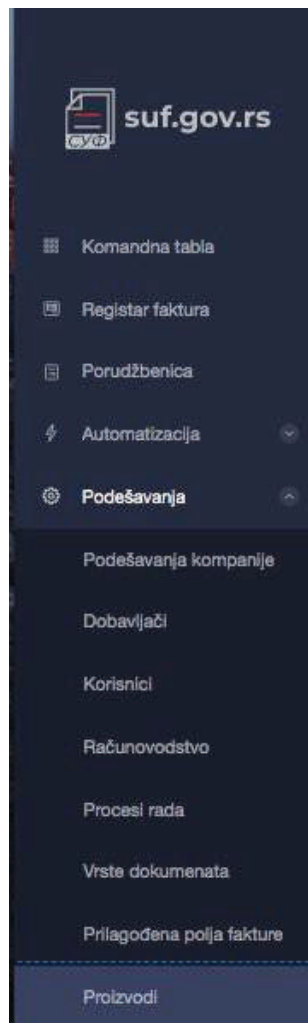 СУФ
suf.gov.rs
Komandna tabla
Registar faktura
Porudžbenica
Automatizacija
Podešavanja
Podešavanja kompanije
Dobavljači
Korisnici
Računovodstvo
Procesi rada
Vrste dokumenata
Prilagođena polja fakture
Proizvodi